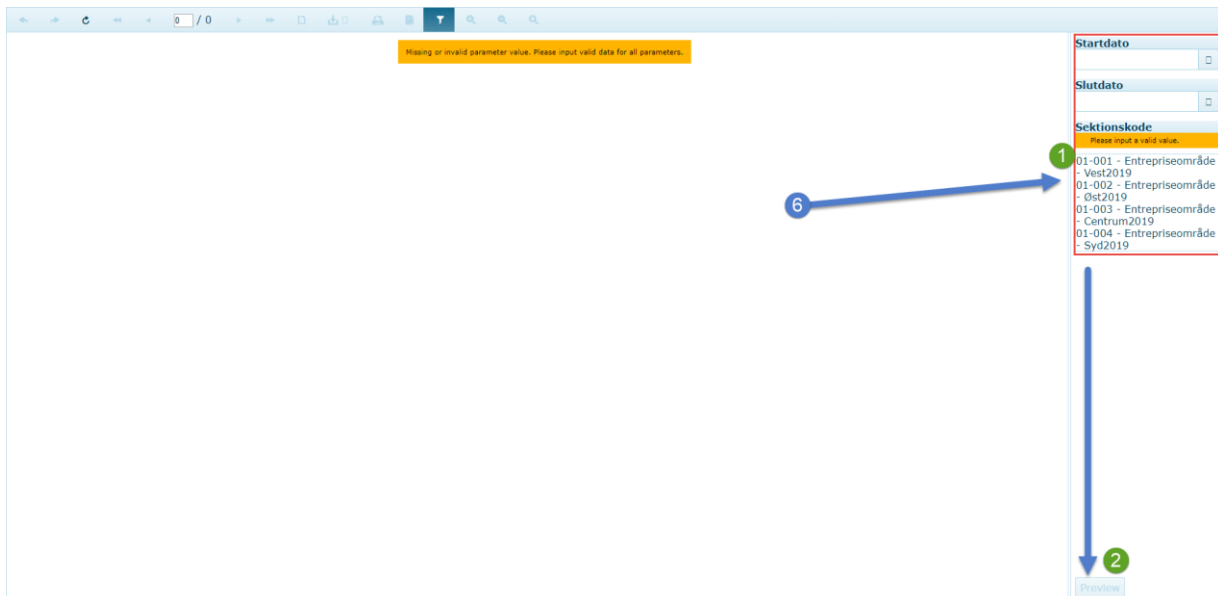 0 / 0
Missing or invalid parameter value. Please input valid data for all parameters.
Startdato
Slutdato
Sektionskode
Please input a valid value.
1
01-001 - Entrepriseområde
- Vest2019
01-002 - Entrepriseområde
- Øst2019
6
01-003 - Entrepriseområde
- Centrum2019
01-004 - Entrepriseområde
- Syd2019
2
Preview